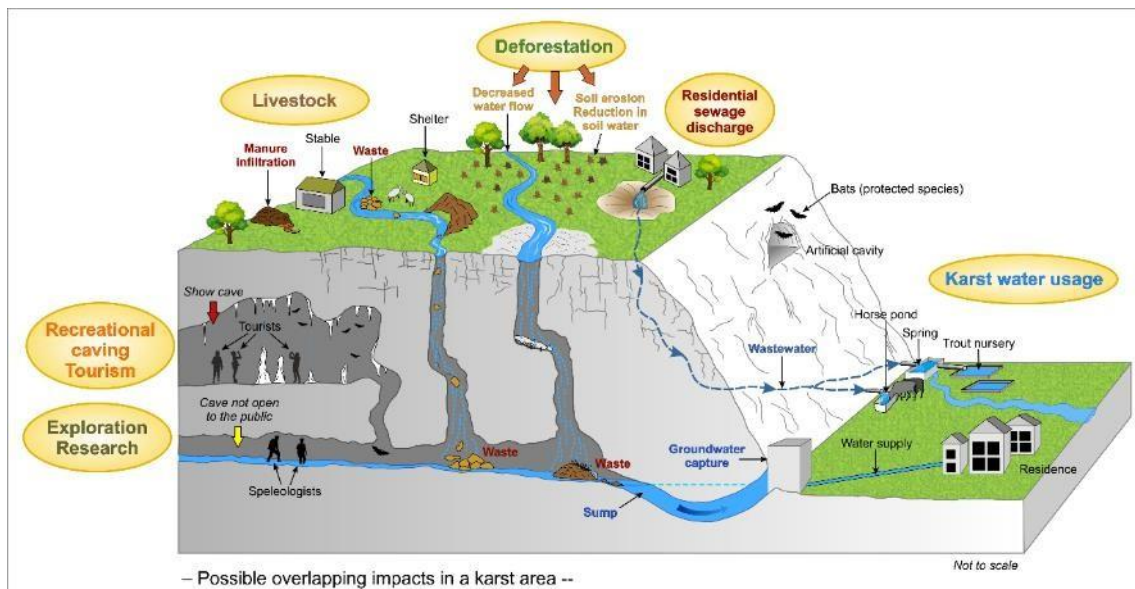 Deforestation
Livestock
Decreased
water flow
Soil erosion
Reduction in
soil water
Residential
sewage
discharge
Shelter
Stable
Manure
infiltration
Waste
Bats (protected species)
Artificial cavity
Karst water usage
Show cave
Horse pond
Spring
Recreational
caving
Tourism
Tourists
Trout nursery
Wastewater
Cave not open
to the public
Exploration
Research
Groundwater
capture
Water supply
Waste
Waste
Residence
Speleologists
Sump
Not to scale
– Possible overlapping impacts in a karst area --